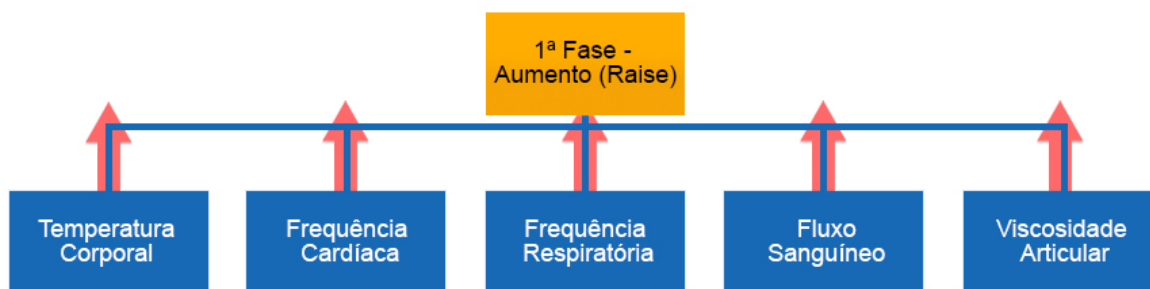 1ª Fase -
Aumento (Raise)
Temperatura
Corporal
Frequência
Cardíaca
Frequência
Respiratória
Fluxo
Sanguíneo
Viscosidade
Articular